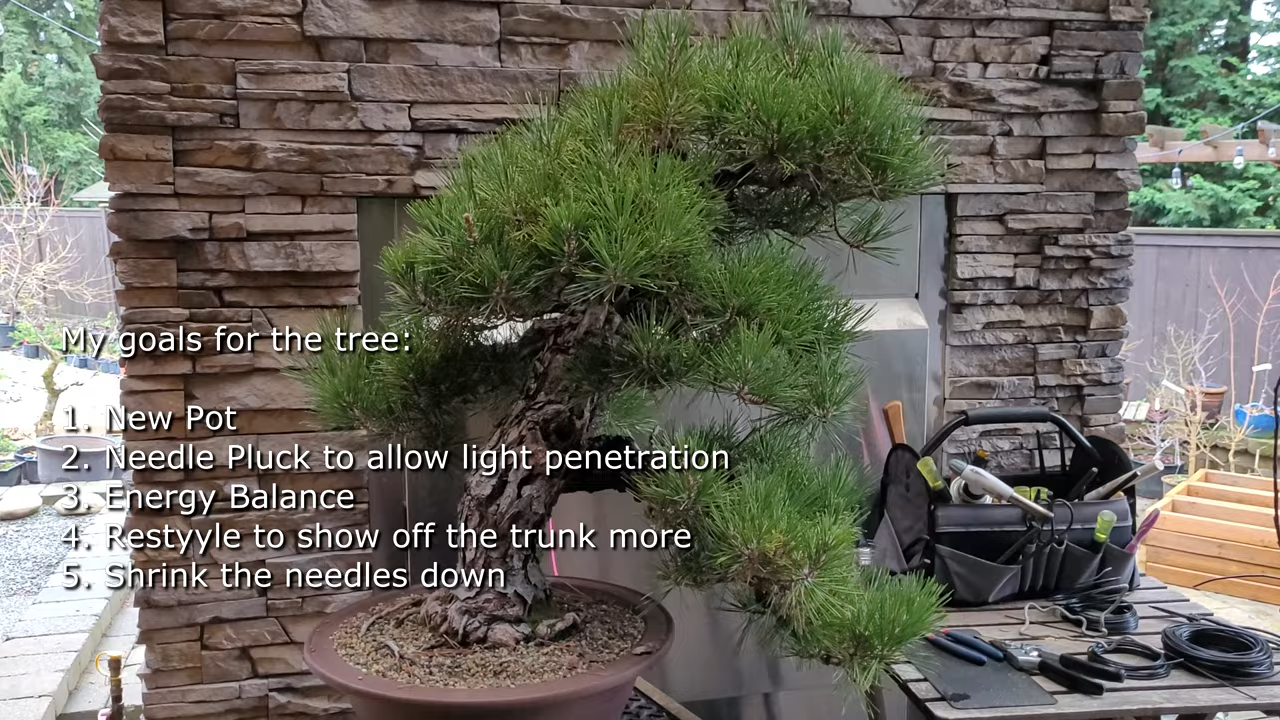 My goals for the tree:
1. New Pot
2. Needle Pluck to allow light penetration
3. Energy Balance
4. Restyyle to show off the trunk more
5. Shrink the needles down